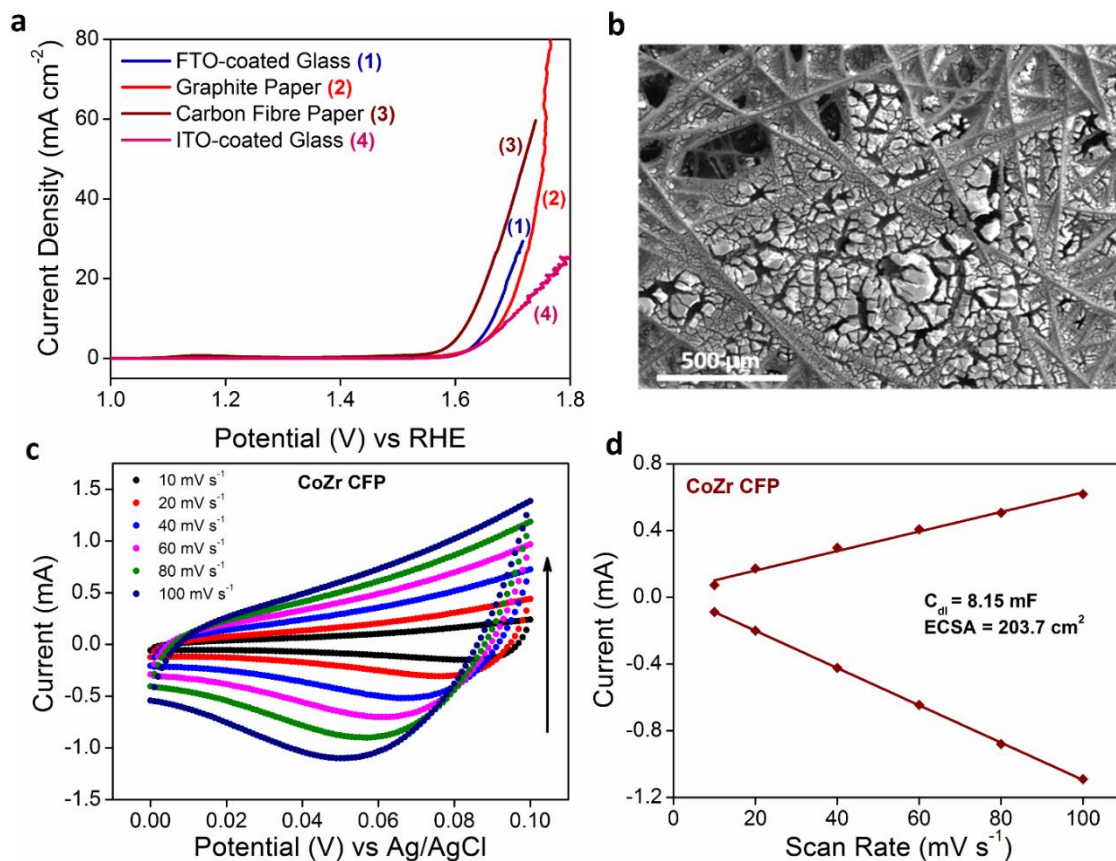 a
80
60
40
20
0
Current Density (mA cm⁻²)
FTO-coated Glass (1)
Graphite Paper (2)
Carbon Fibre Paper (3)
ITO-coated Glass (4)
(3)
(2)
(1)
(4)
1.0 1.2 1.4 1.6 1.8
Potential (V) vs RHE
b
500 µm
c
CoZr CFP
10 mV s⁻¹
20 mV s⁻¹
40 mV s⁻¹
60 mV s⁻¹
80 mV s⁻¹
100 mV s⁻¹
1.5
1.0
0.5
0.0
-0.5
-1.0
-1.5
Current (mA)
0.00 0.02 0.04 0.06 0.08 0.10
Potential (V) vs Ag/AgCl
d
CoZr CFP
0.8
0.4
0.0
-0.4
-0.8
-1.2
Current (mA)
C_dl = 8.15 mF
ECSA = 203.7 cm²
0 20 40 60 80 100
Scan Rate (mV s⁻¹)